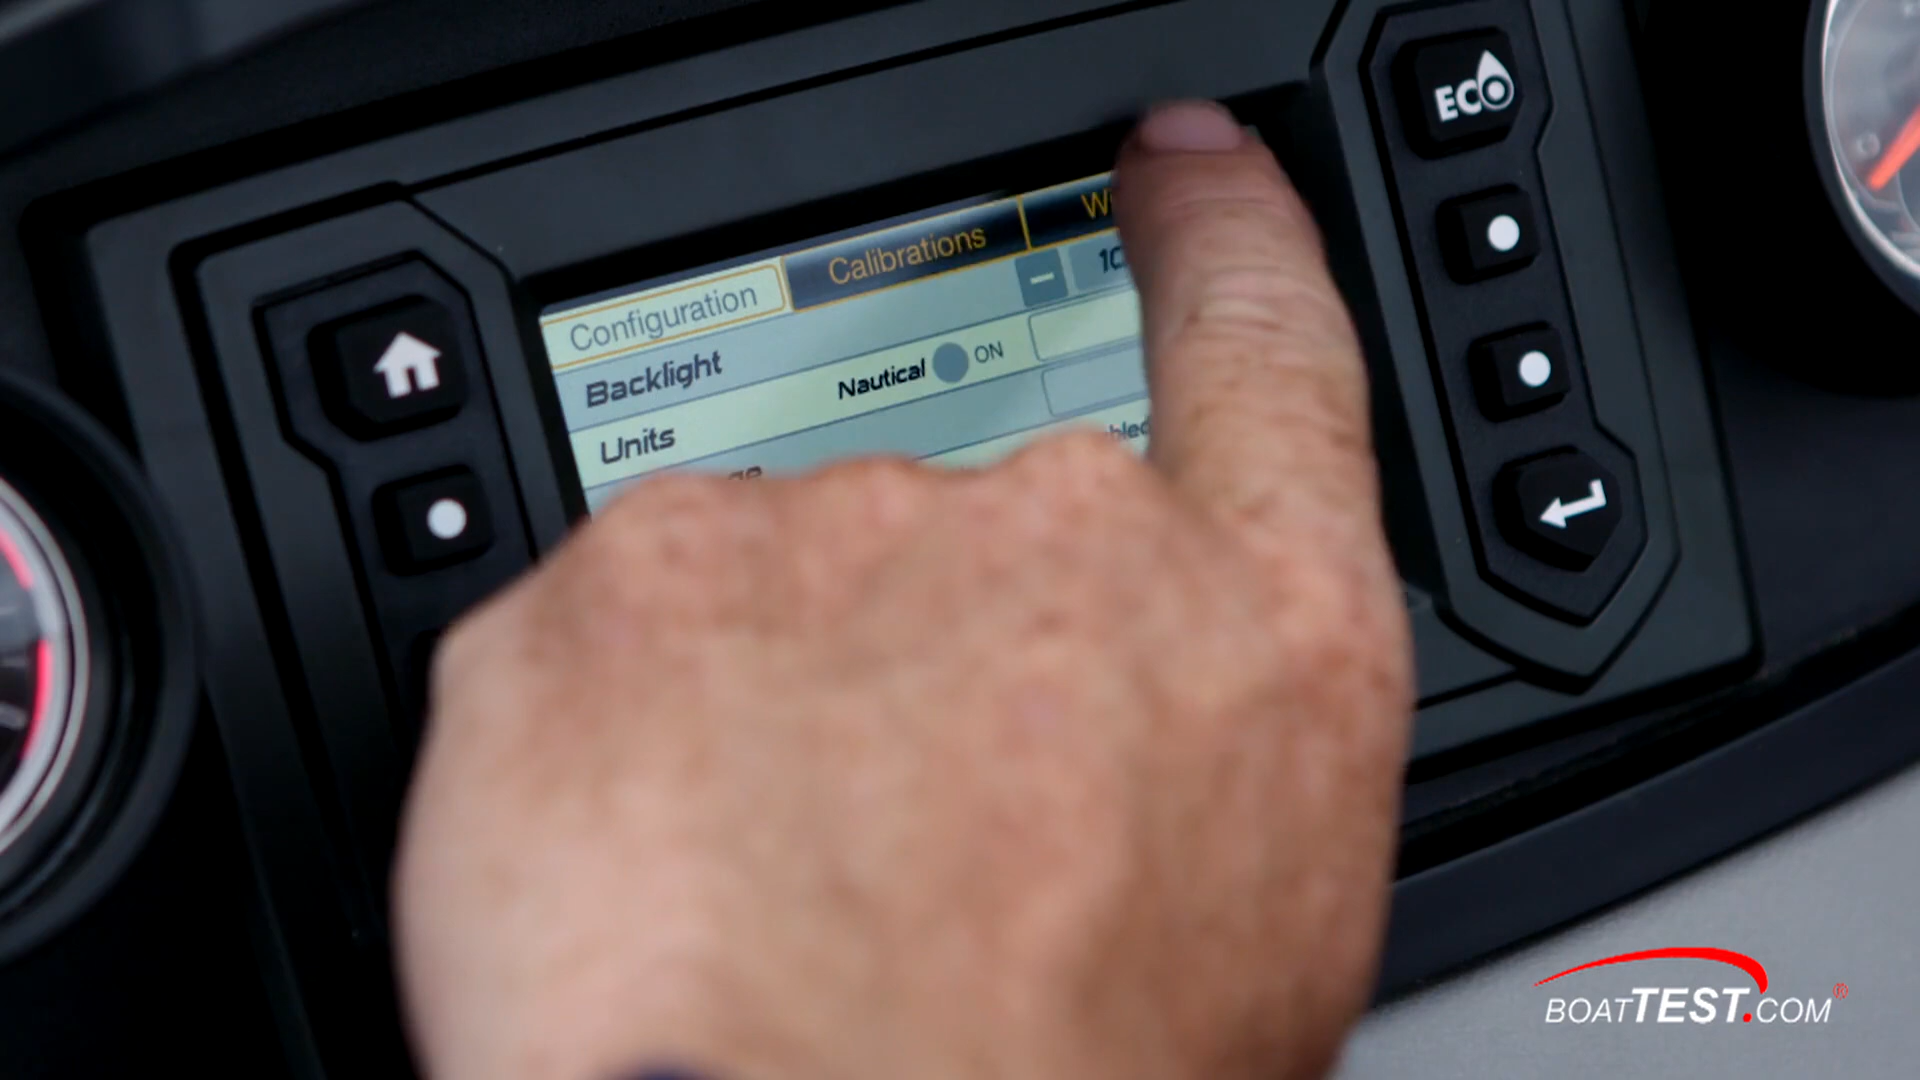 ECO
Configuration
Calibrations
Backlight
Nautical ON
Units
BOATTEST.COM®